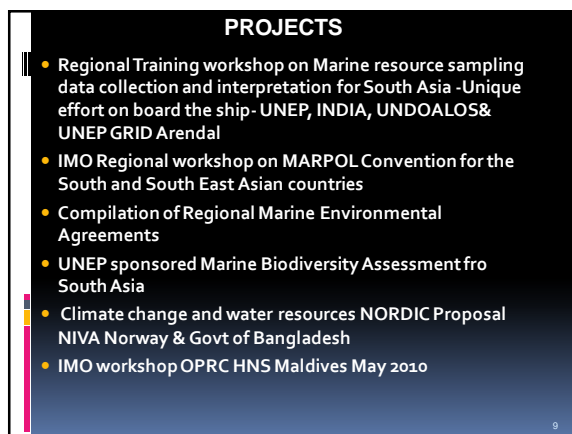 PROJECTS
• Regional Training workshop on Marine resource sampling
data collection and interpretation for South Asia -Unique
effort on board the ship- UNEP, INDIA, UNDOALOS&
UNEP GRID Arendal
• IMO Regional workshop on MARPOL Convention for the
South and South East Asian countries
• Compilation of Regional Marine Environmental
Agreements
• UNEP sponsored Marine Biodiversity Assessment fro
South Asia
• Climate change and water resources NORDIC Proposal
NIVA Norway & Govt of Bangladesh
• IMO workshop OPRC HNS Maldives May 2010
9